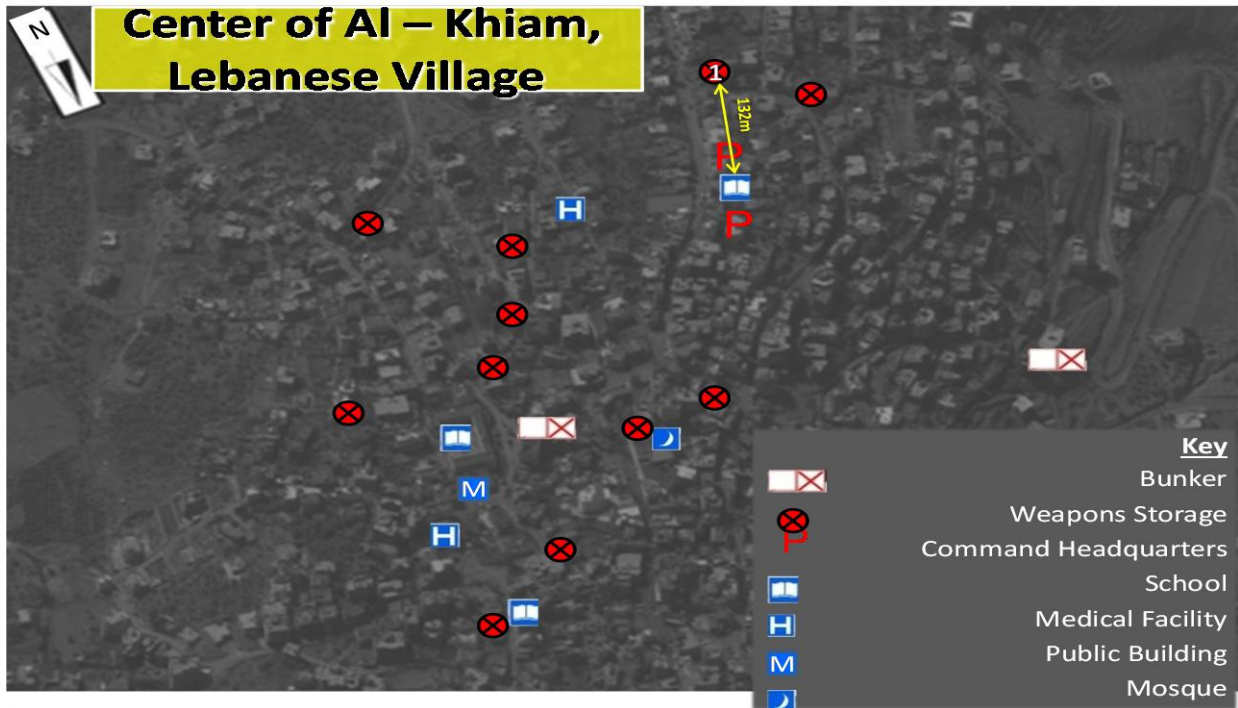 N
Center of Al – Khiam,
Lebanese Village
1
132m
P
P
H
M
H
Key
Bunker
Weapons Storage
P
Command Headquarters
School
H
Medical Facility
M
Public Building
Mosque